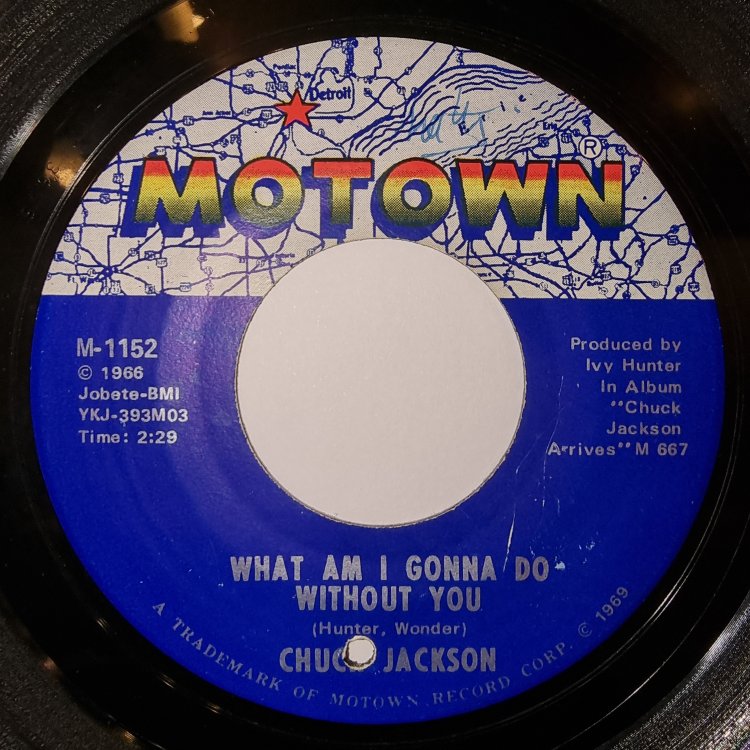 Detroit
MOTOWN®
M-1152
© 1966
Jobete-BMI
YKJ-393M03
Time: 2:29
Produced by
Ivy Hunter
In Album
"Chuck
Jackson
Arrives" M 667
WHAT AM I GONNA DO
WITHOUT YOU
(Hunter, Wonder)
CHUCK JACKSON
A TRADEMARK OF MOTOWN RECORD CORP. © 1969